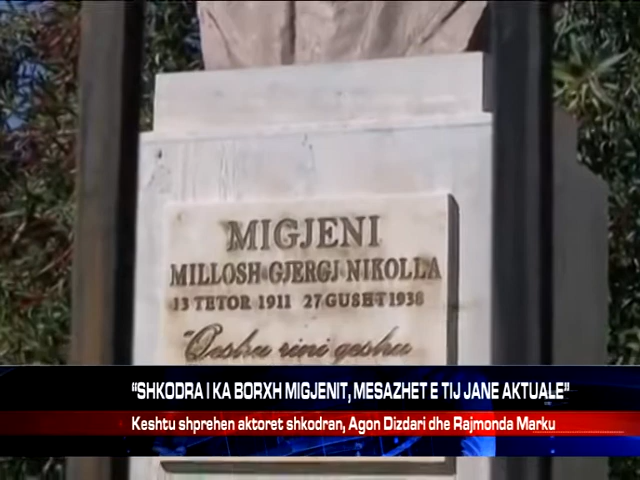 MIGJENI
MILLOSH GJERGJ NIKOLLA
13 TETOR 1911 27 GUSHT 1938
"Qeshu rini qeshu
“SHKODRA I KA BORXH MIGJENIT, MESAZHET E TIJ JANE AKTUALE”
Keshtu shprehen aktoret shkodran, Agon Dizdari dhe Rajmonda Marku